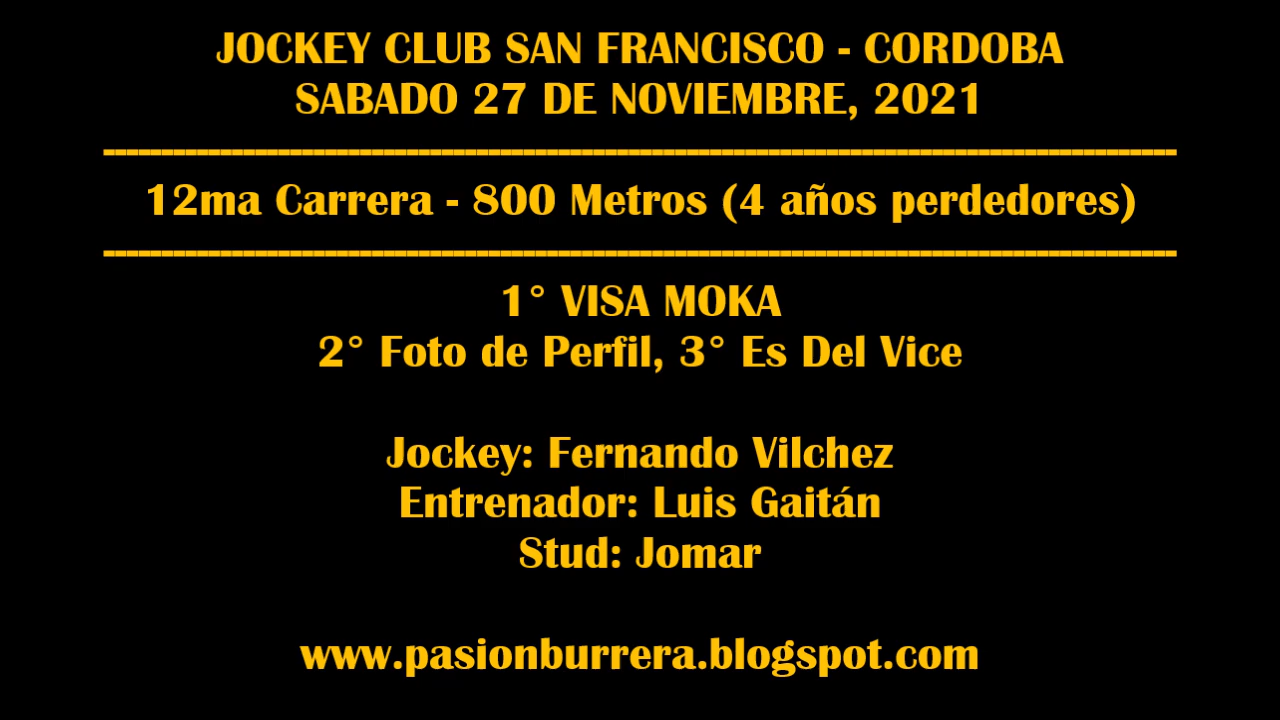 JOCKEY CLUB SAN FRANCISCO - CORDOBA
SABADO 27 DE NOVIEMBRE, 2021
------------------------------------------------------------------------------------------
12ma Carrera - 800 Metros (4 años perdedores)
------------------------------------------------------------------------------------------
1° VISA MOKA
2° Foto de Perfil, 3° Es Del Vice
Jockey: Fernando Vilchez
Entrenador: Luis Gaitán
Stud: Jomar
www.pasionburrera.blogspot.com